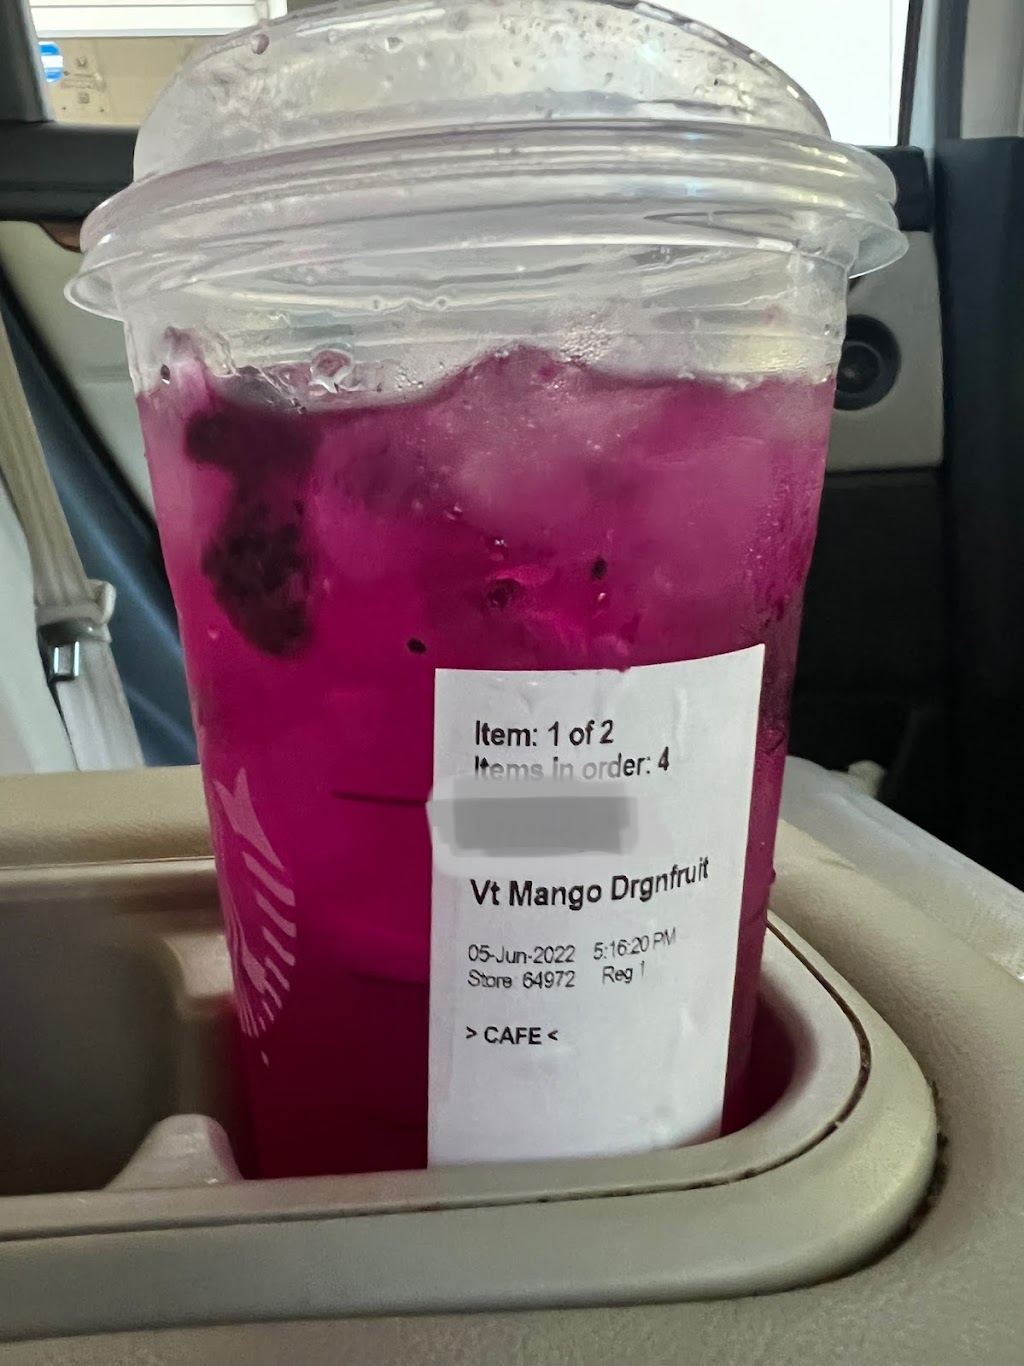 Item: 1 of 2
Items in order: 4
Vt Mango Drgnfruit
05-Jun-2022 5:16:20 PM
Store 64972 Reg 1
> CAFE <